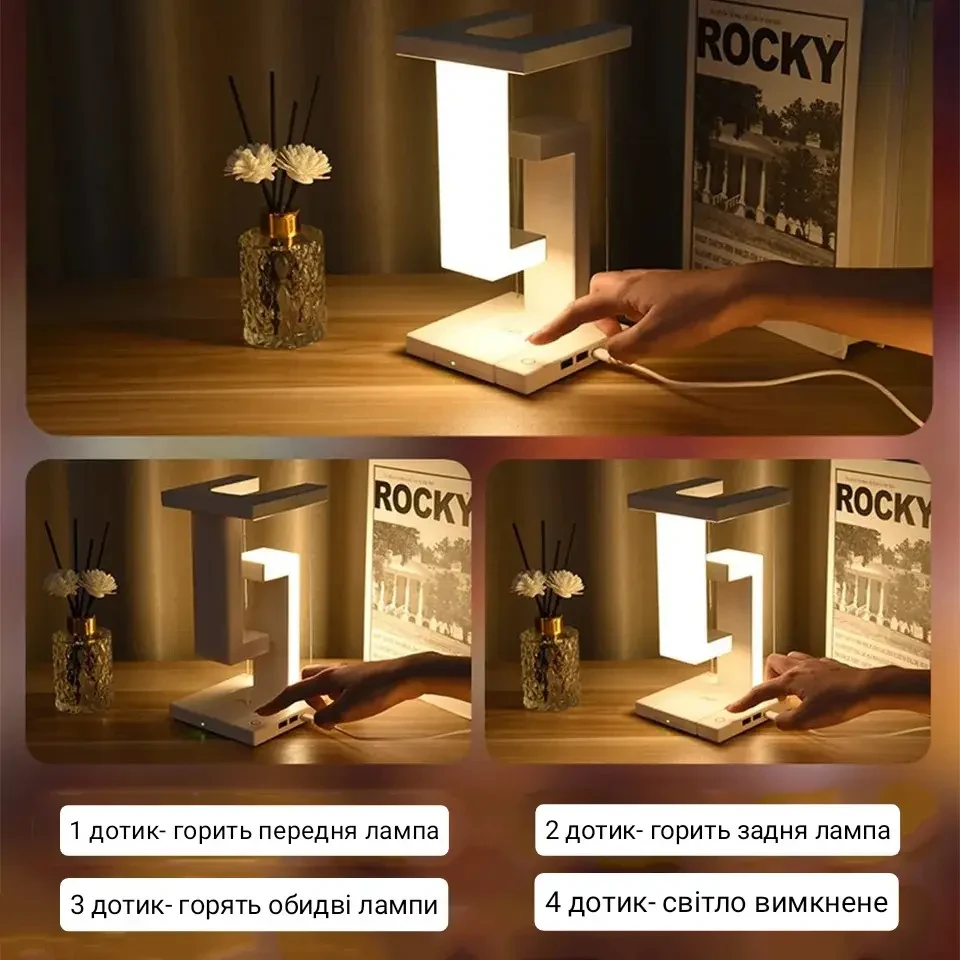 ROCKY
ROCKY
ROCKY
1 дотик- горить передня лампа
2 дотик- горить задня лампа
3 дотик- горять обидві лампи
4 дотик- світло вимкнене